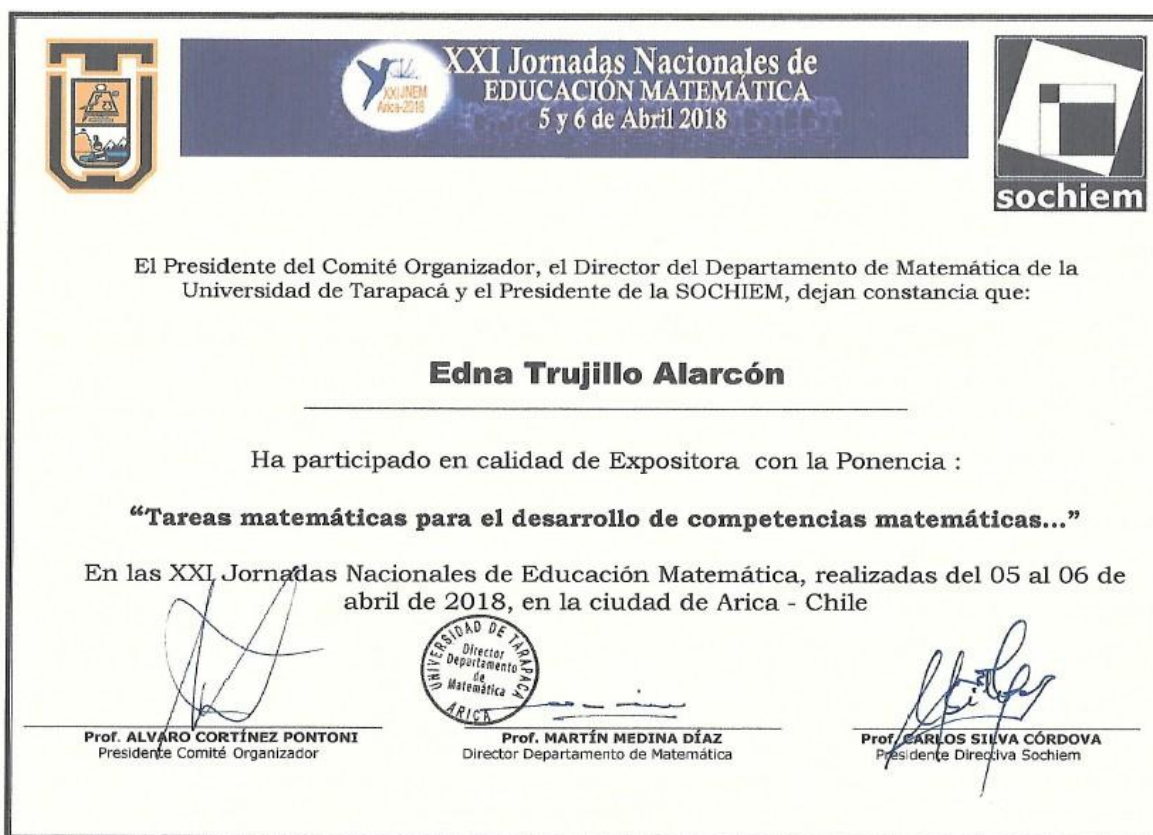 XXI Jornadas Nacionales de
EDUCACIÓN MATEMÁTICA
5 y 6 de Abril 2018
XXI JNEM
Arica-2018
sochiem
El Presidente del Comité Organizador, el Director del Departamento de Matemática de la
Universidad de Tarapacá y el Presidente de la SOCHIEM, dejan constancia que:
Edna Trujillo Alarcón
Ha participado en calidad de Expositora con la Ponencia :
“Tareas matemáticas para el desarrollo de competencias matemáticas...”
En las XXI Jornadas Nacionales de Educación Matemática, realizadas del 05 al 06 de
abril de 2018, en la ciudad de Arica - Chile
UNIVERSIDAD DE TARAPACA
Director
Departamento
de
Matemática
ARICA
Prof. ALVARO CORTÍNEZ PONTONI
Presidente Comité Organizador
Prof. MARTÍN MEDINA DÍAZ
Director Departamento de Matemática
Prof. CARLOS SILVA CÓRDOVA
Presidente Directiva Sochiem